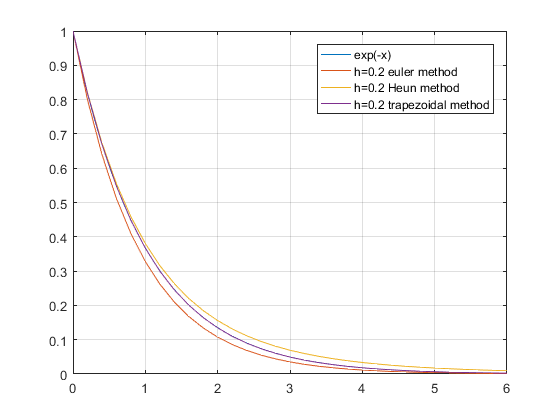 1
0.9
0.8
0.7
0.6
0.5
0.4
0.3
0.2
0.1
0
0 1 2 3 4 5 6
exp(-x)
h=0.2 euler method
h=0.2 Heun method
h=0.2 trapezoidal method